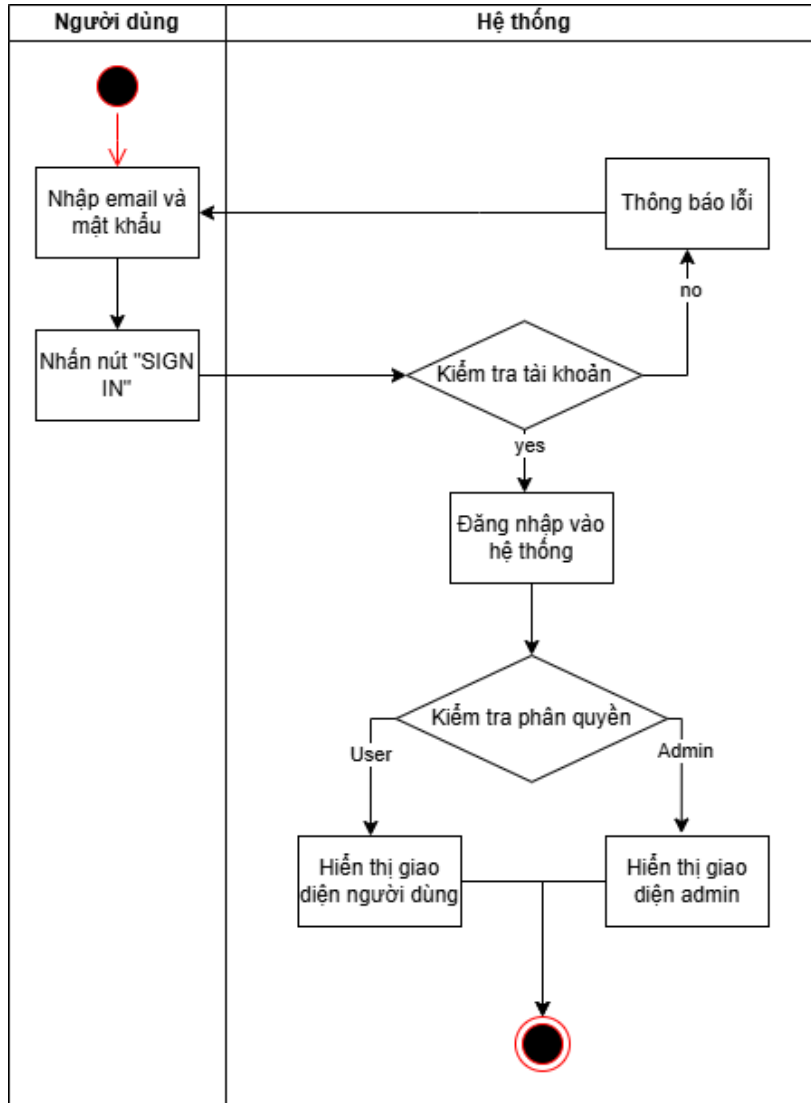 Người dùng
Hệ thống
Nhập email và
mật khẩu
Thông báo lỗi
no
Nhấn nút "SIGN
IN"
Kiểm tra tài khoản
yes
Đăng nhập vào
hệ thống
Kiểm tra phân quyền
User
Admin
Hiển thị giao
diện người dùng
Hiển thị giao
diện admin